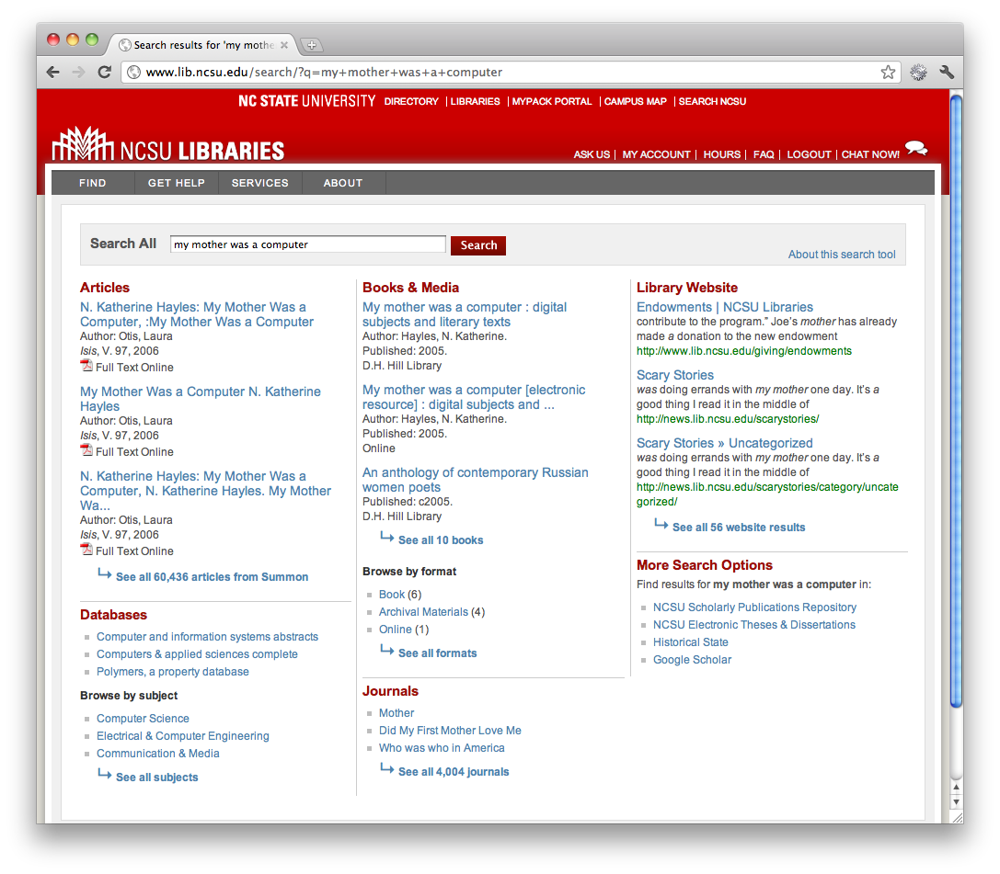 Search results for 'my mothe
www.lib.ncsu.edu/search/?q=my+mother+was+a+computer
NC STATE UNIVERSITY DIRECTORY | LIBRARIES | MYPACK PORTAL | CAMPUS MAP | SEARCH NCSU
NCSU LIBRARIES
ASK US | MY ACCOUNT | HOURS | FAQ | LOGOUT | CHAT NOW!
FIND GET HELP SERVICES ABOUT
Search All my mother was a computer Search
About this search tool
Articles
N. Katherine Hayles: My Mother Was a
Computer, :My Mother Was a Computer
Author: Otis, Laura
Isis, V. 97, 2006
Full Text Online
My Mother Was a Computer N. Katherine
Hayles
Author: Otis, Laura
Isis, V. 97, 2006
Full Text Online
N. Katherine Hayles: My Mother Was a
Computer, N. Katherine Hayles. My Mother
Wa...
Author: Otis, Laura
Isis, V. 97, 2006
Full Text Online
See all 60,436 articles from Summon
Databases
Computer and information systems abstracts
Computers & applied sciences complete
Polymers, a property database
Browse by subject
Computer Science
Electrical & Computer Engineering
Communication & Media
See all subjects
Books & Media
My mother was a computer : digital
subjects and literary texts
Author: Hayles, N. Katherine.
Published: 2005.
D.H. Hill Library
My mother was a computer [electronic
resource] : digital subjects and ...
Author: Hayles, N. Katherine.
Published: 2005.
Online
An anthology of contemporary Russian
women poets
Published: c2005.
D.H. Hill Library
See all 10 books
Browse by format
Book (6)
Archival Materials (4)
Online (1)
See all formats
Journals
Mother
Did My First Mother Love Me
Who was who in America
See all 4,004 journals
Library Website
Endowments | NCSU Libraries
contribute to the program.” Joe’s mother has already
made a donation to the new endowment
http://www.lib.ncsu.edu/giving/endowments
Scary Stories
was doing errands with my mother one day. It’s a
good thing I read it in the middle of
http://news.lib.ncsu.edu/scarystories/
Scary Stories » Uncategorized
was doing errands with my mother one day. It’s a
good thing I read it in the middle of
http://news.lib.ncsu.edu/scarystories/category/uncate
gorized/
See all 56 website results
More Search Options
Find results for my mother was a computer in:
NCSU Scholarly Publications Repository
NCSU Electronic Theses & Dissertations
Historical State
Google Scholar